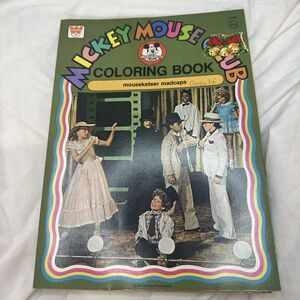 MICKEY MOUSE CLUB
COLORING BOOK
mouseketeer madcaps